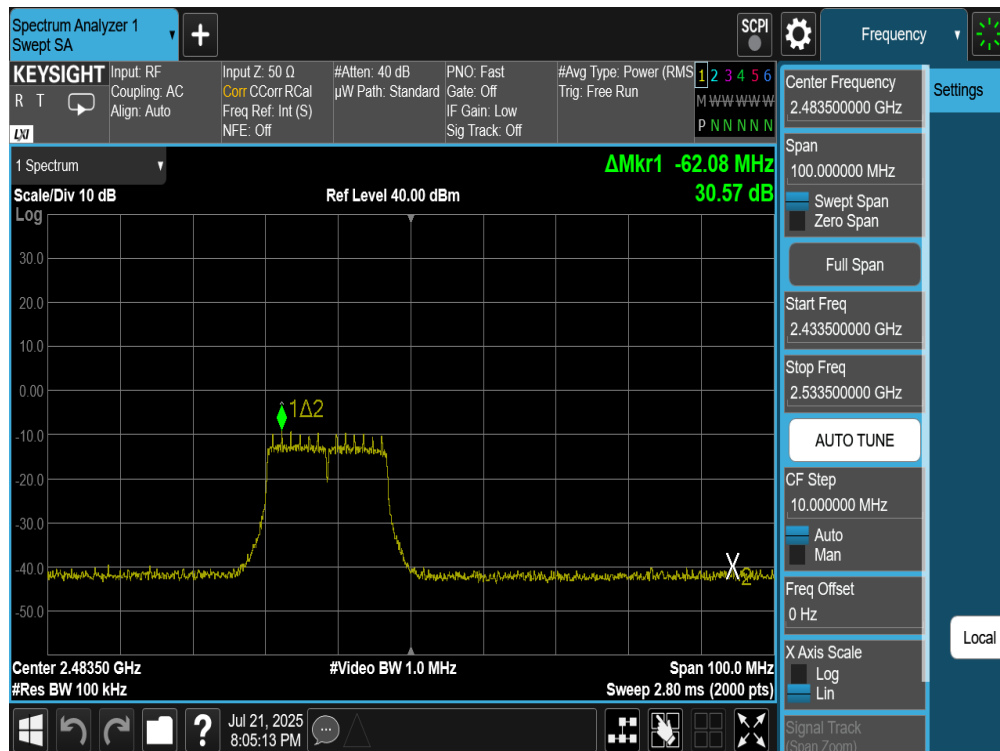 Spectrum Analyzer 1
Swept SA
+
SCPI
Frequency
KEYSIGHT
R T
LXI
Input: RF
Coupling: AC
Align: Auto
Input Z: 50 Ω
Corr CCorr RCal
Freq Ref: Int (S)
NFE: Off
#Atten: 40 dB
µW Path: Standard
PNO: Fast
Gate: Off
IF Gain: Low
Sig Track: Off
#Avg Type: Power (RMS
Trig: Free Run
1 2 3 4 5 6
M W W W W W
P N N N N N
1 Spectrum
ΔMkr1 -62.08 MHz
30.57 dB
Scale/Div 10 dB
Ref Level 40.00 dBm
Log
30.0
20.0
10.0
0.00
-10.0
-20.0
-30.0
-40.0
-50.0
1Δ2
X2
Center 2.48350 GHz
#Video BW 1.0 MHz
Span 100.0 MHz
#Res BW 100 kHz
Sweep 2.80 ms (2000 pts)
Center Frequency
2.483500000 GHz
Span
100.000000 MHz
Swept Span
Zero Span
Full Span
Start Freq
2.433500000 GHz
Stop Freq
2.533500000 GHz
AUTO TUNE
CF Step
10.000000 MHz
Auto
Man
Freq Offset
0 Hz
X Axis Scale
Log
Lin
Signal Track
(Span Zoom)
Settings
Local
?
Jul 21, 2025
8:05:13 PM